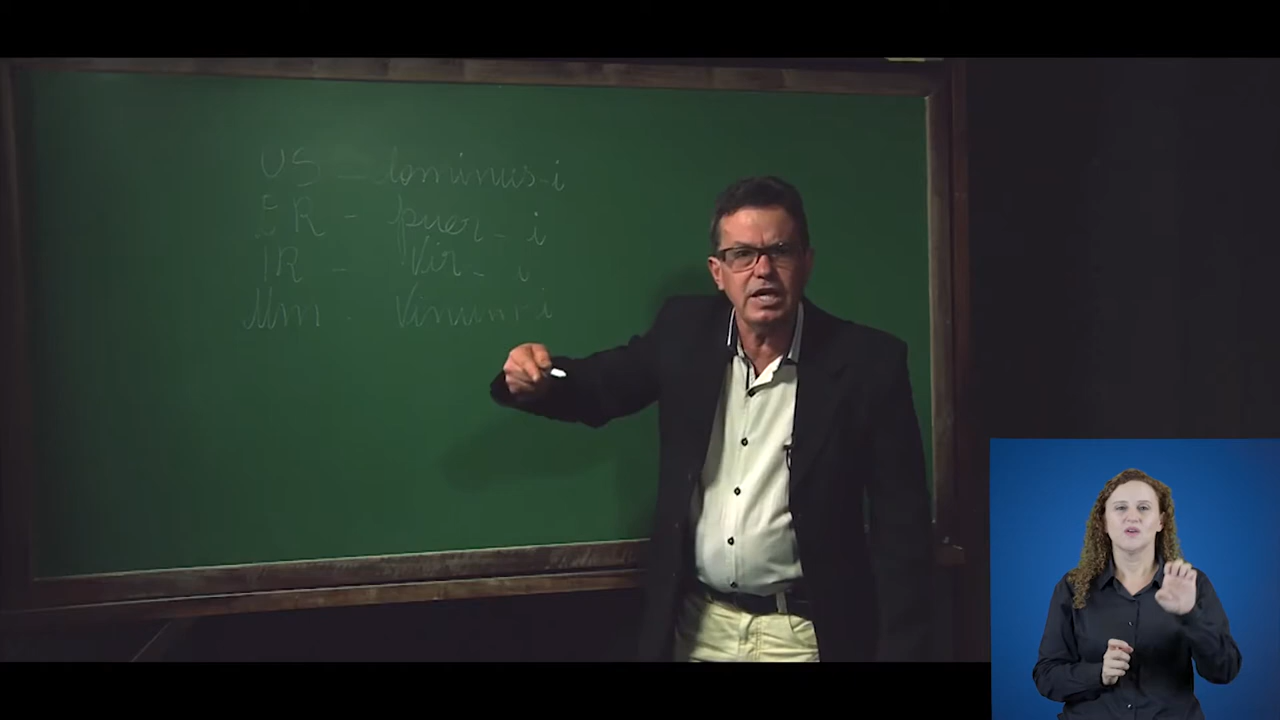 US - dominus-i
ER - puer - i
IR - Vir - i
Um - Vinum-i